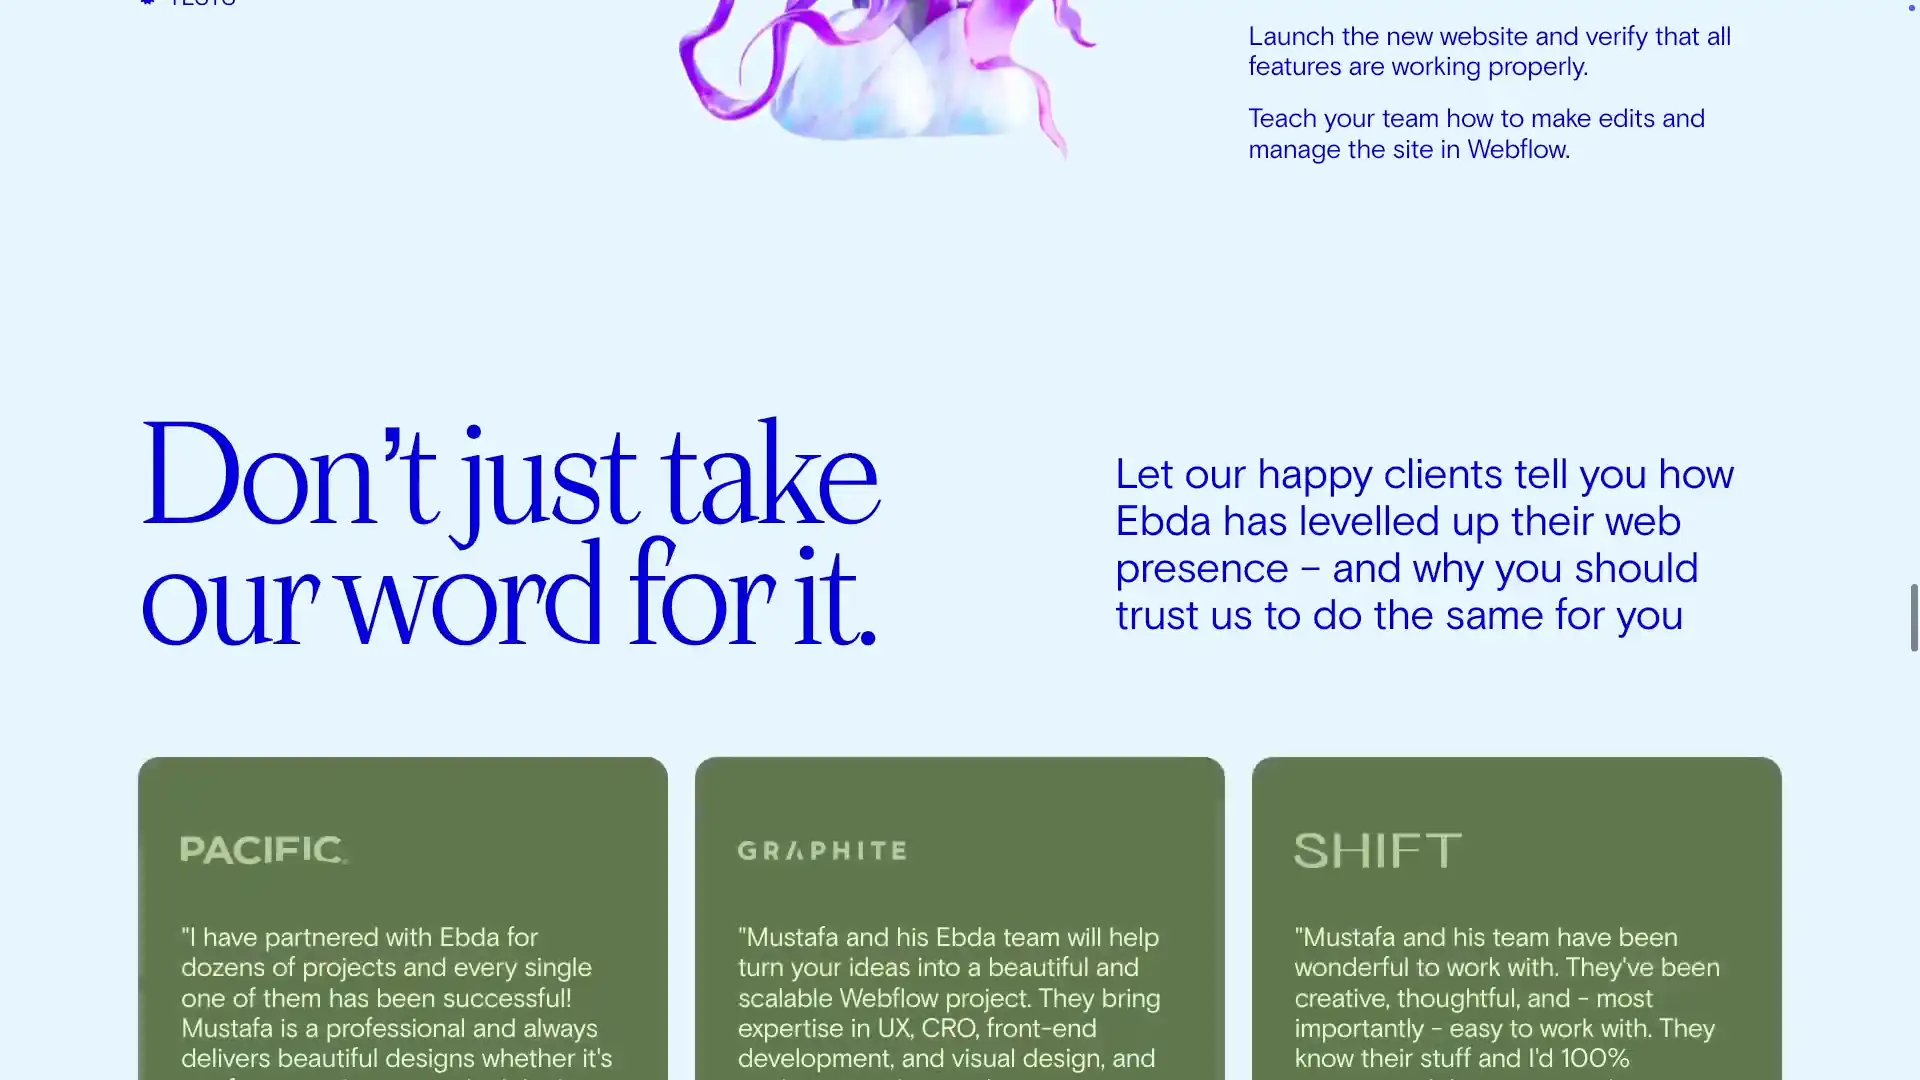 Launch the new website and verify that all
features are working properly.
Teach your team how to make edits and
manage the site in Webflow.
Don't just take
our word for it.
Let our happy clients tell you how
Ebda has levelled up their web
presence – and why you should
trust us to do the same for you
PACIFIC.
"I have partnered with Ebda for
dozens of projects and every single
one of them has been successful!
Mustafa is a professional and always
delivers beautiful designs whether it's
GRAPHITE
"Mustafa and his Ebda team will help
turn your ideas into a beautiful and
scalable Webflow project. They bring
expertise in UX, CRO, front-end
development, and visual design, and
SHIFT
"Mustafa and his team have been
wonderful to work with. They've been
creative, thoughtful, and - most
importantly - easy to work with. They
know their stuff and I'd 100%